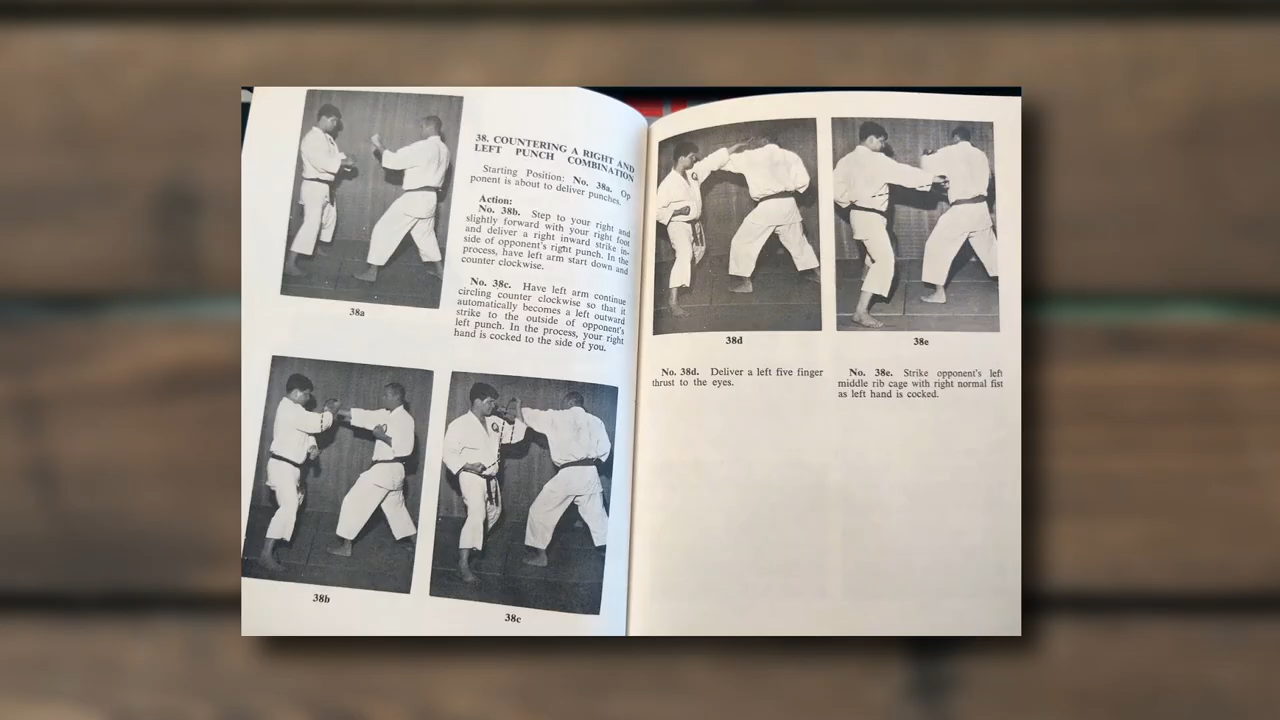 38. COUNTERING A RIGHT AND
LEFT PUNCH COMBINATION
Starting Position: No. 38a. Op
ponent is about to deliver punches.
Action:
No. 38b. Step to your right and
slightly forward with your right foot
and deliver a right inward strike in-
side of opponent's right punch. In the
process, have left arm start down and
counter clockwise.
No. 38c. Have left arm continue
circling counter clockwise so that it
automatically becomes a left outward
strike to the outside of opponent's
left punch. In the process, your right
hand is cocked to the side of you.
38a
38b
38c
38d
No. 38d. Deliver a left five finger
thrust to the eyes.
38e
No. 38e. Strike opponent's left
middle rib cage with right normal fist
as left hand is cocked.